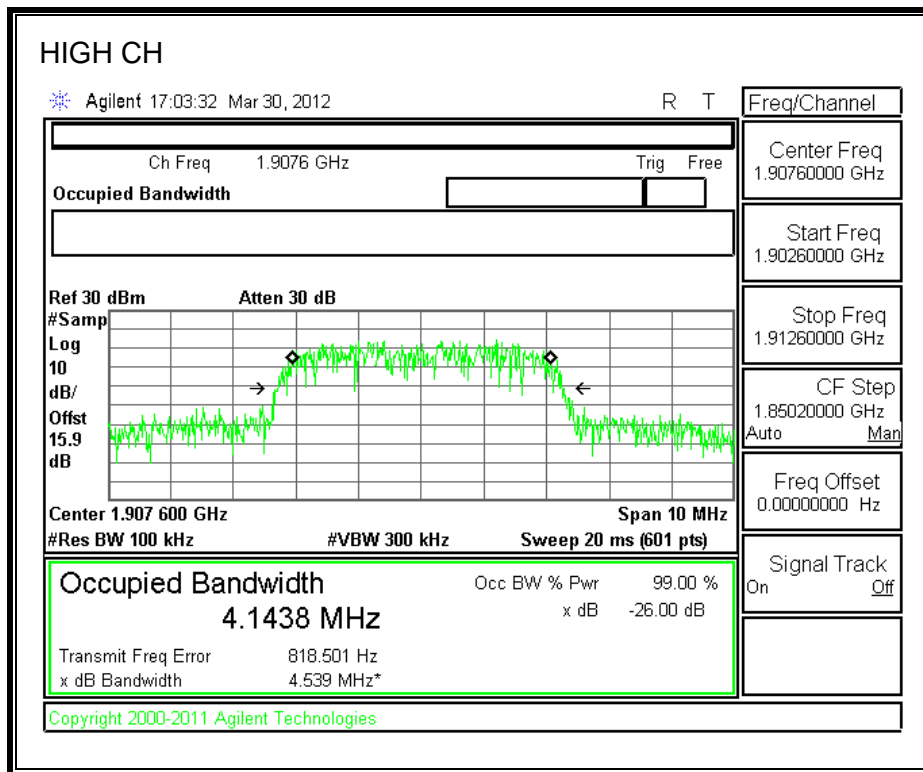 HIGH CH
Agilent 17:03:32 Mar 30, 2012 R T
Freq/Channel
Ch Freq 1.9076 GHz Trig Free
Occupied Bandwidth
Center Freq
1.90760000 GHz
Start Freq
1.90260000 GHz
Stop Freq
1.91260000 GHz
CF Step
1.85020000 GHz
Auto Man
Freq Offset
0.00000000 Hz
Signal Track
On Off
Ref 30 dBm Atten 30 dB
#Samp
Log
10
dB/
Offst
15.9
dB
Center 1.907 600 GHz Span 10 MHz
#Res BW 100 kHz #VBW 300 kHz Sweep 20 ms (601 pts)
Occupied Bandwidth Occ BW % Pwr 99.00 %
4.1438 MHz x dB -26.00 dB
Transmit Freq Error 818.501 Hz
x dB Bandwidth 4.539 MHz*
Copyright 2000-2011 Agilent Technologies